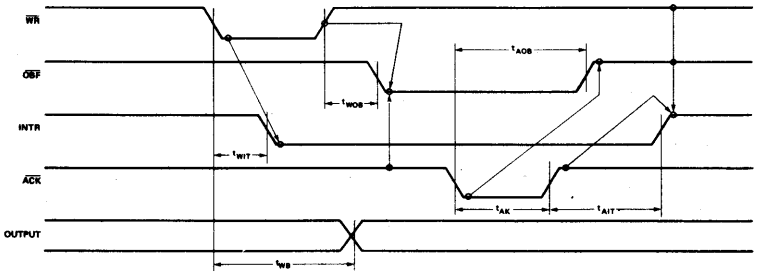 WR
OBF
INTR
ACK
OUTPUT
tAOB
tWOB
tWIT
tAK
tAIT
tWB